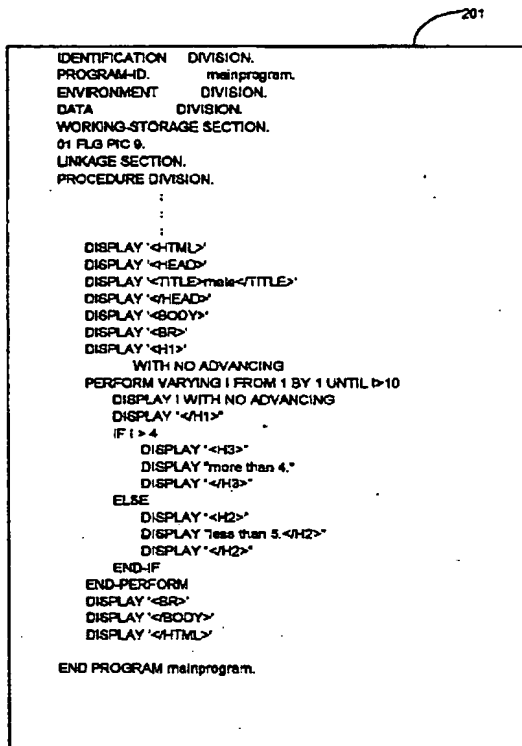 201
IDENTIFICATION DIVISION.
PROGRAM-ID. mainprogram.
ENVIRONMENT DIVISION.
DATA DIVISION.
WORKING-STORAGE SECTION.
01 FLG PIC 9.
LINKAGE SECTION.
PROCEDURE DIVISION.
:
:
:
DISPLAY '<HTML>'
DISPLAY '<HEAD>'
DISPLAY '<TITLE>male</TITLE>'
DISPLAY '</HEAD>'
DISPLAY '<BODY>'
DISPLAY '<BR>'
DISPLAY '<H1>'
WITH NO ADVANCING
PERFORM VARYING I FROM 1 BY 1 UNTIL I>10
DISPLAY I WITH NO ADVANCING
DISPLAY "</H1>"
IF I > 4
DISPLAY "<H3>"
DISPLAY "more than 4."
DISPLAY "</H3>"
ELSE
DISPLAY "<H2>"
DISPLAY "less than 5.</H2>"
DISPLAY "</H2>"
END-IF
END-PERFORM
DISPLAY '<BR>'
DISPLAY '</BODY>'
DISPLAY '</HTML>'
END PROGRAM mainprogram.